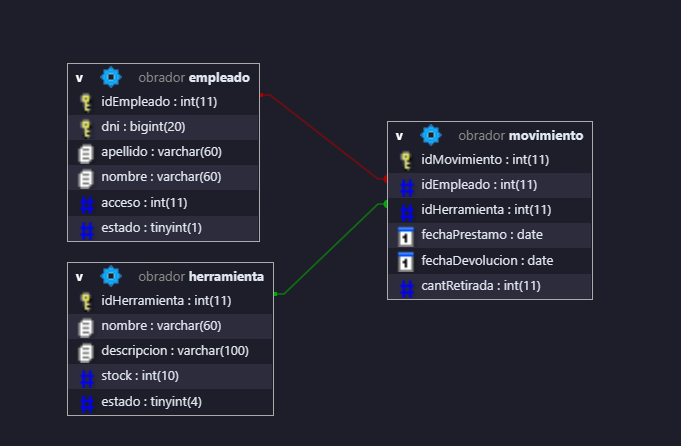 v obrador empleado
idEmpleado : int(11)
dni : bigint(20)
apellido : varchar(60)
nombre : varchar(60)
acceso : int(11)
estado : tinyint(1)
v obrador movimiento
idMovimiento : int(11)
idEmpleado : int(11)
idHerramienta : int(11)
1 fechaPrestamo : date
1 fechaDevolucion : date
cantRetirada : int(11)
v obrador herramienta
idHerramienta : int(11)
nombre : varchar(60)
descripcion : varchar(100)
stock : int(10)
estado : tinyint(4)